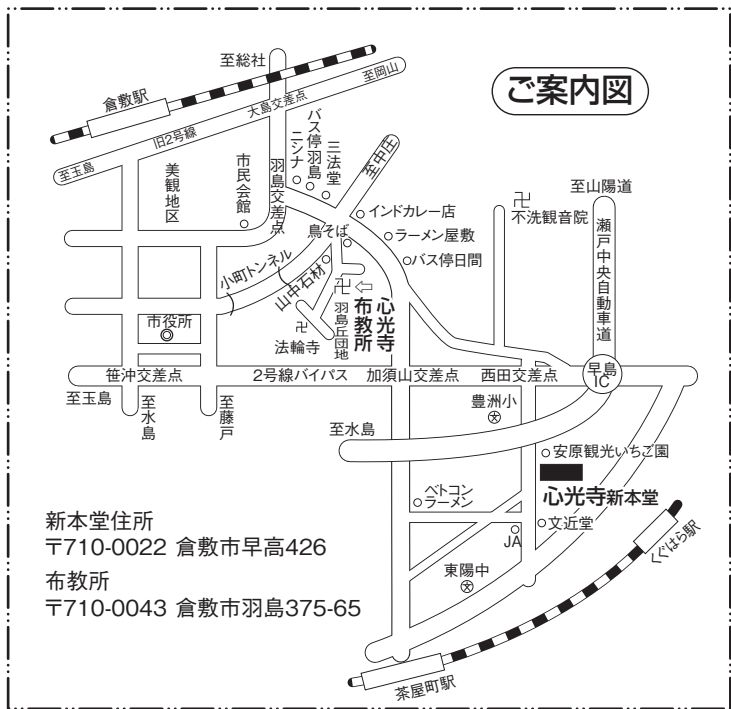 至総社
至岡山
倉敷駅
ご案内図
大島交差点
旧2号線
至玉島
美観地区
市民会館
羽島交差点
ニシナ
バス停羽島
三法堂
至中庄
インドカレー店
卍
不洗観音院
至山陽道
瀬戸中央自動車道
鳥そば
ラーメン屋敷
バス停日間
小町トンネル
山中石材
卍
⇦
心光寺
布教所
羽島丘団地
卍
法輪寺
市役所
笹沖交差点
2号線バイパス
加須山交差点
西田交差点
早島
IC
至玉島
至水島
至藤戸
豊洲小
至水島
安原観光いちご園
心光寺新本堂
ベトコン
ラーメン
文近堂
JA
東陽中
くぐはら駅
茶屋町駅
新本堂住所
〒710-0022 倉敷市早高426
布教所
〒710-0043 倉敷市羽島375-65